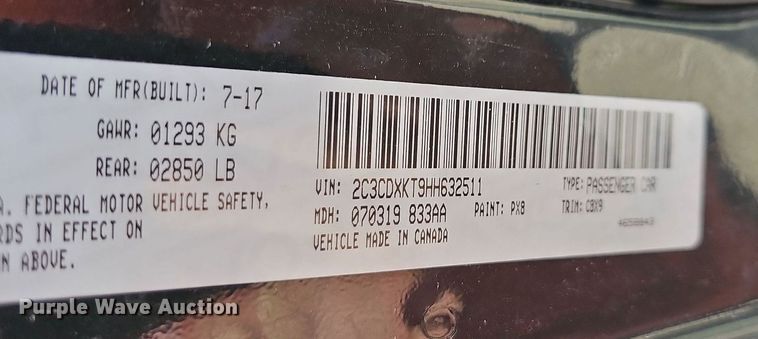 DATE OF MFR(BUILT): 7-17
GAWR: 01293 KG
REAR: 02850 LB
A. FEDERAL MOTOR VEHICLE SAFETY,
RDS IN EFFECT ON
N ABOVE.
VIN: 2C3CDXKT9HH632511 TYPE: PASSENGER CAR
MDH: 070319 833AA PAINT: PX8 TRIM: C8X9
VEHICLE MADE IN CANADA
Purple Wave Auction